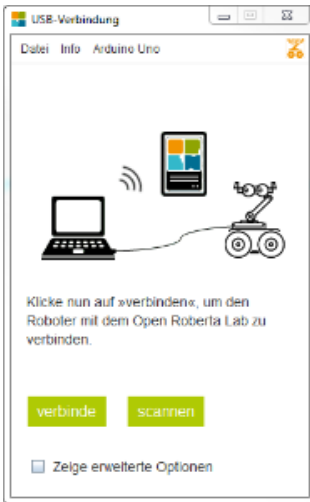 USB-Verbindung
Datei Info Arduino Uno
Klicke nun auf »verbinden«, um den
Roboter mit dem Open Roberta Lab zu
verbinden.
verbinde scannen
Zeige erweiterte Optionen